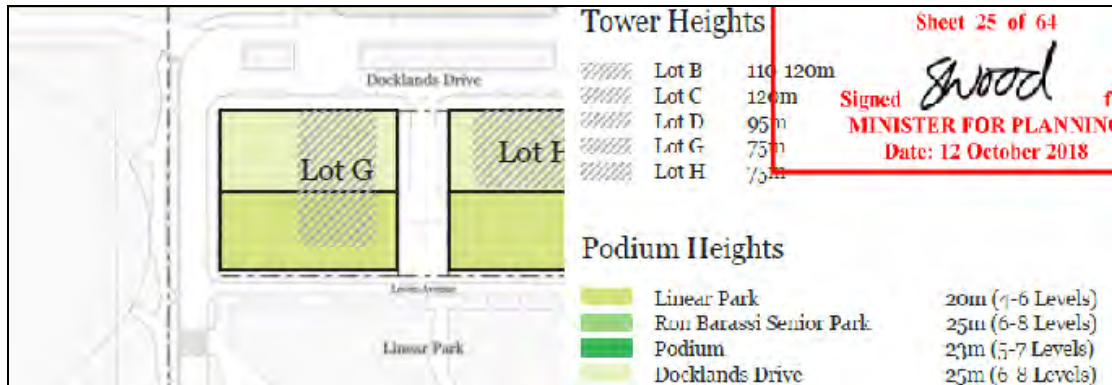 Docklands Drive
Lot G
Lot H
Linear Park
Tower Heights
Lot B 110 120m
Lot C 120m
Lot D 95m
Lot G 75m
Lot H 75m
Sheet 25 of 64
Signed Swood f
MINISTER FOR PLANNING
Date: 12 October 2018
Podium Heights
Linear Park 20m (4-6 Levels)
Ron Barassi Senior Park 25m (6-8 Levels)
Podium 23m (5-7 Levels)
Docklands Drive 25m (6-8 Levels)